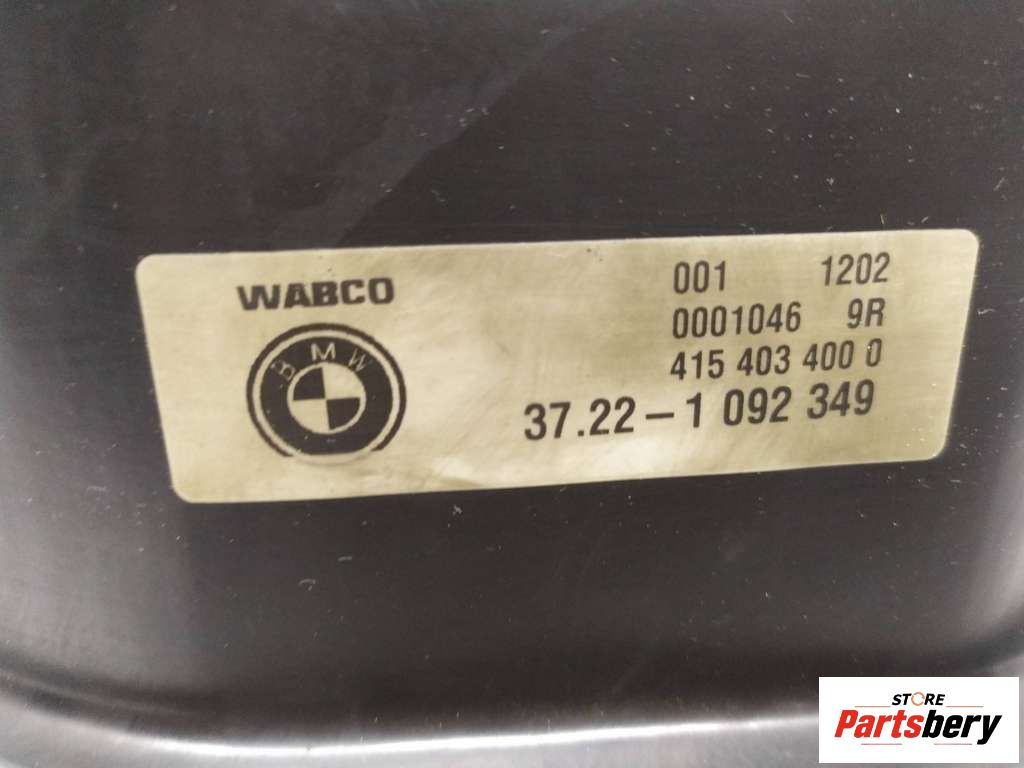 WABCO
BMW
001 1202
0001046 9R
415 403 400 0
37.22-1 092 349
STORE
Partsbery